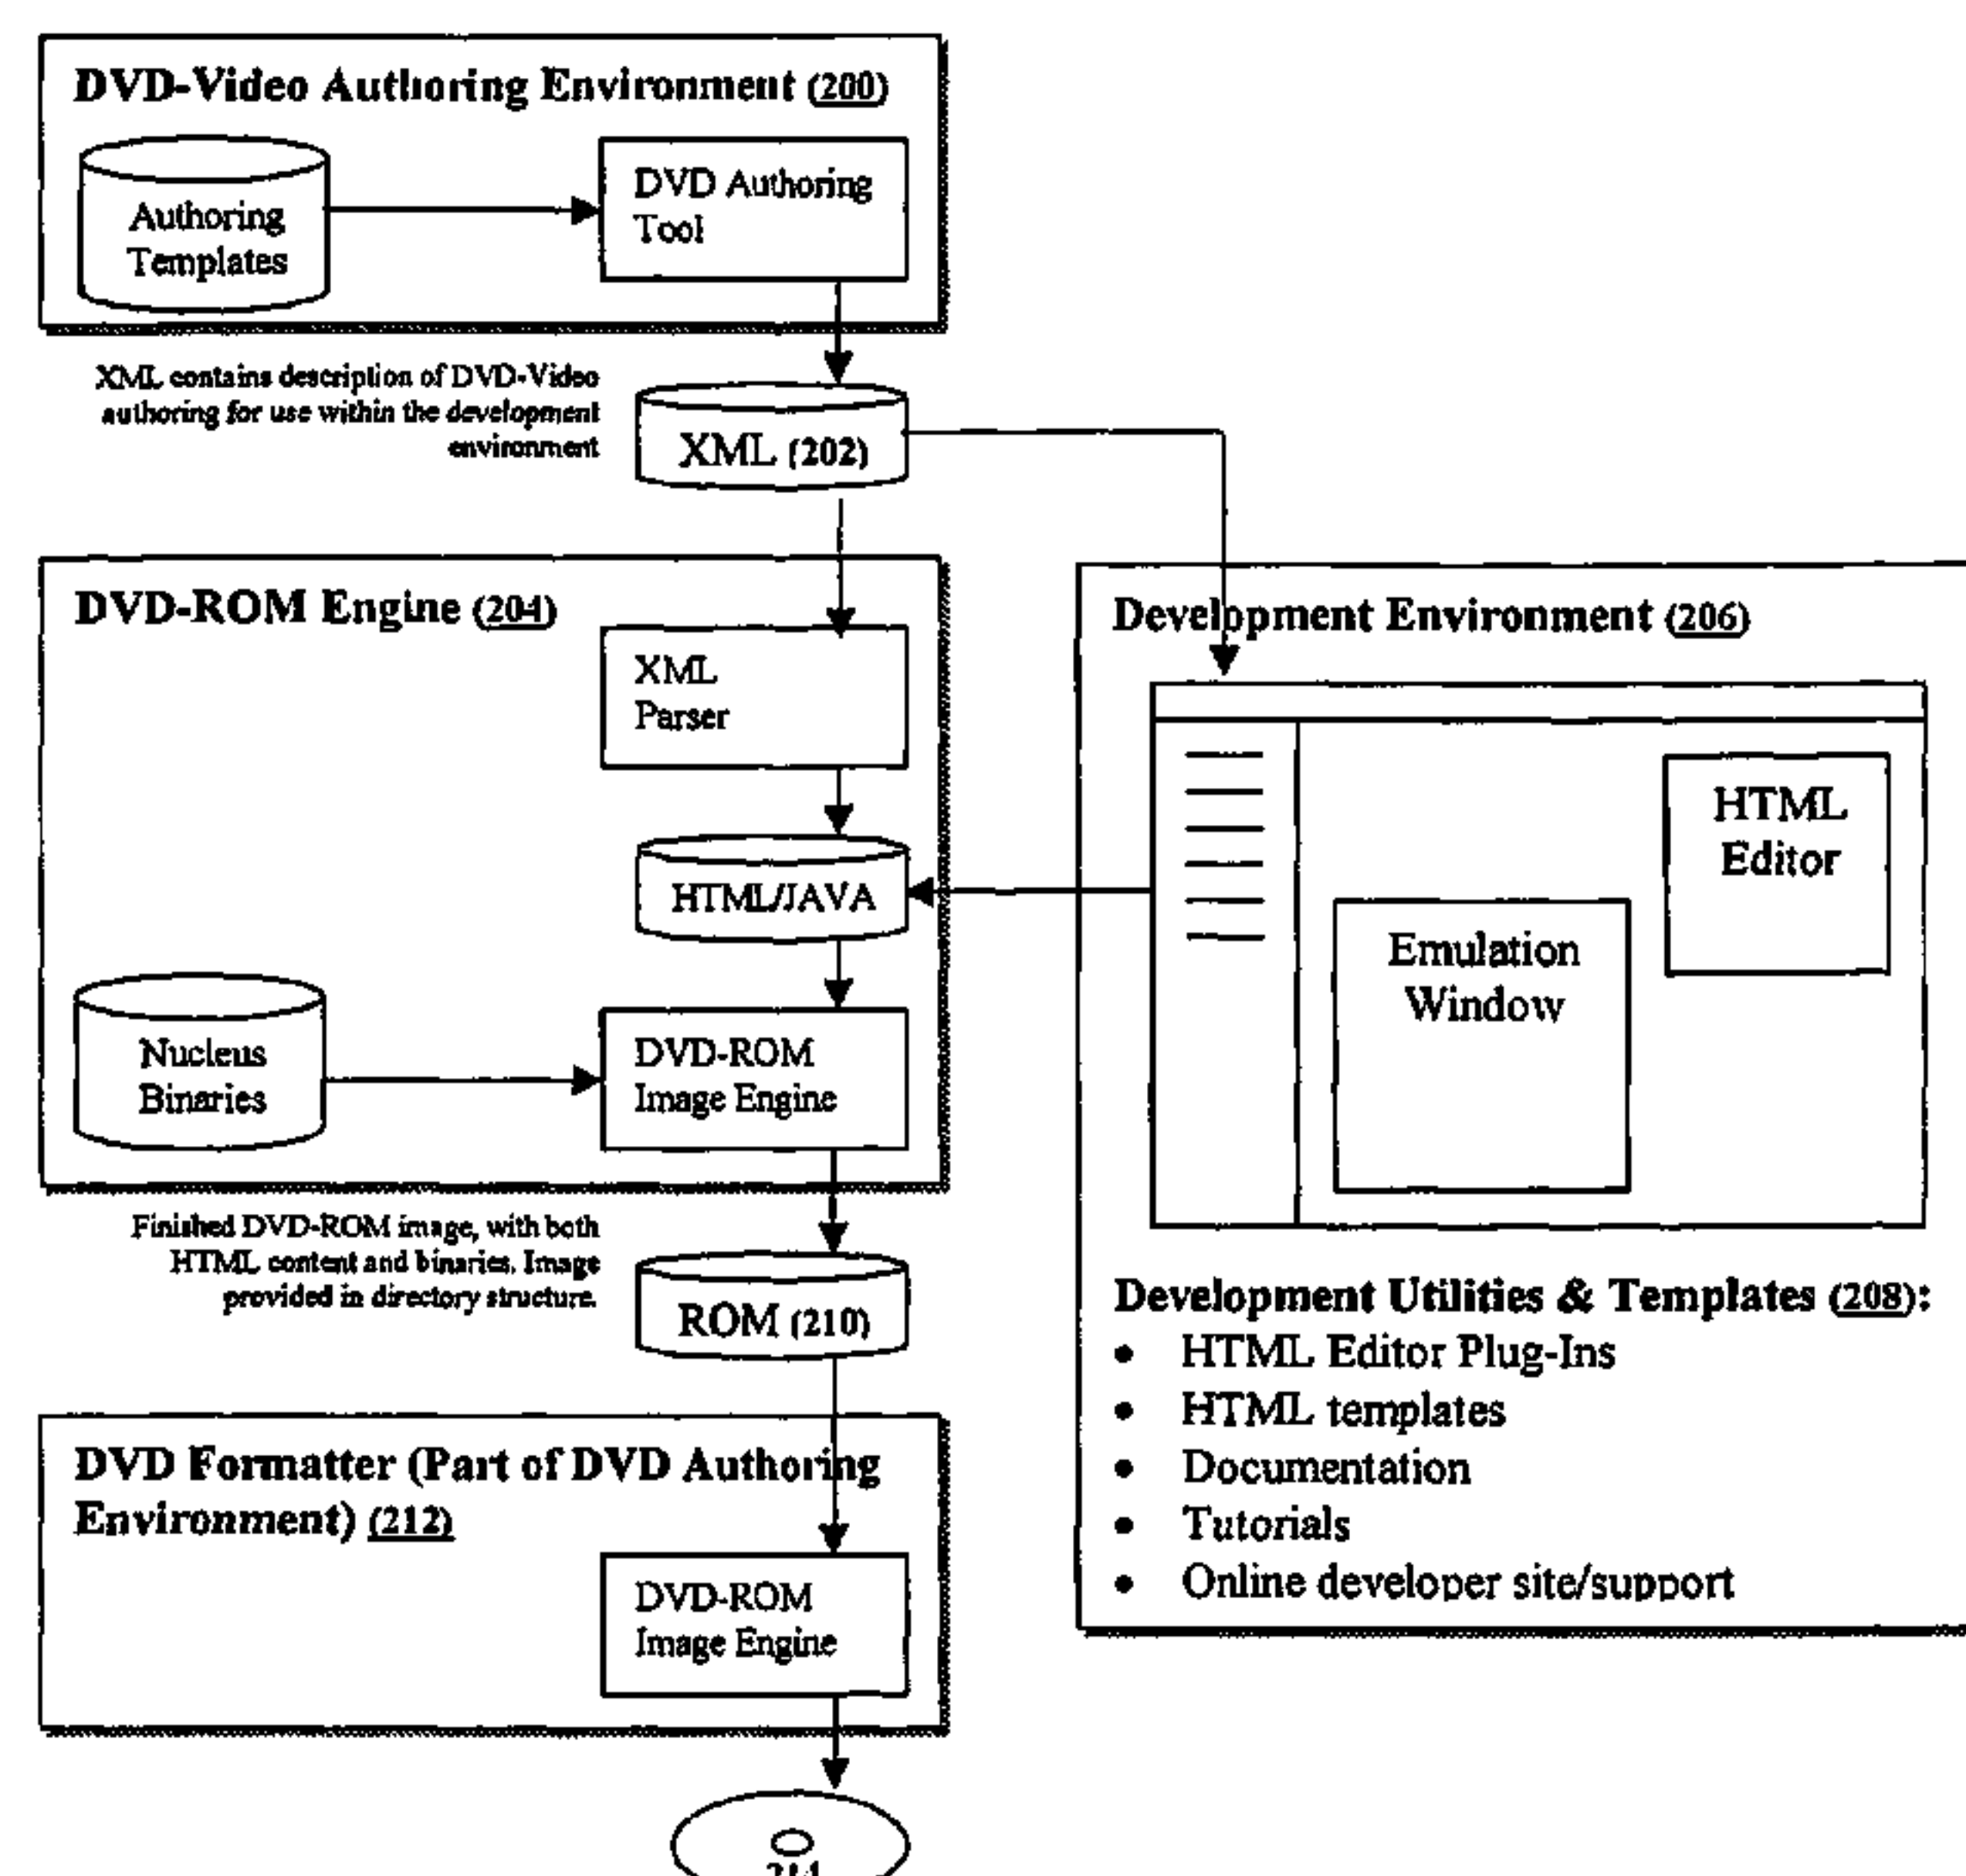 DVD-Video Authoring Environment (200)
Authoring
Templates
DVD Authoring
Tool
XML contains description of DVD-Video
authoring for use within the development
environment
XML (202)
DVD-ROM Engine (204)
XML
Parser
HTML/JAVA
Nucleus
Binaries
DVD-ROM
Image Engine
Development Environment (206)
HTML
Editor
Emulation
Window
Development Utilities & Templates (208):
• HTML Editor Plug-Ins
• HTML templates
• Documentation
• Tutorials
• Online developer site/support
Finished DVD-ROM image, with both
HTML content and binaries. Image
provided in directory structure.
ROM (210)
DVD Formatter (Part of DVD Authoring
Environment) (212)
DVD-ROM
Image Engine